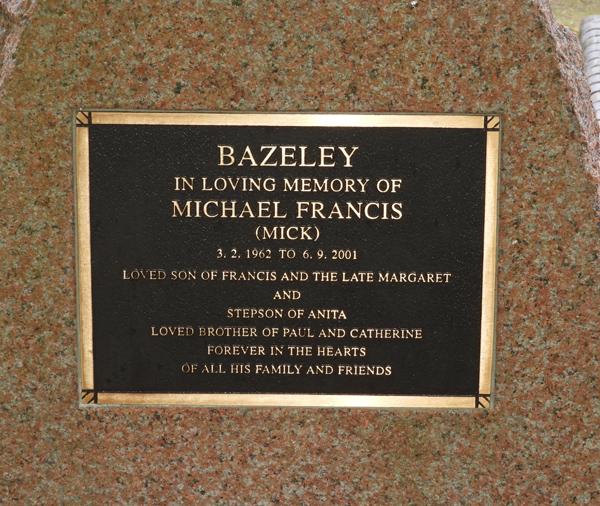 BAZELEY
IN LOVING MEMORY OF
MICHAEL FRANCIS
(MICK)
3. 2. 1962 TO 6. 9. 2001
LOVED SON OF FRANCIS AND THE LATE MARGARET
AND
STEPSON OF ANITA
LOVED BROTHER OF PAUL AND CATHERINE
FOREVER IN THE HEARTS
OF ALL HIS FAMILY AND FRIENDS